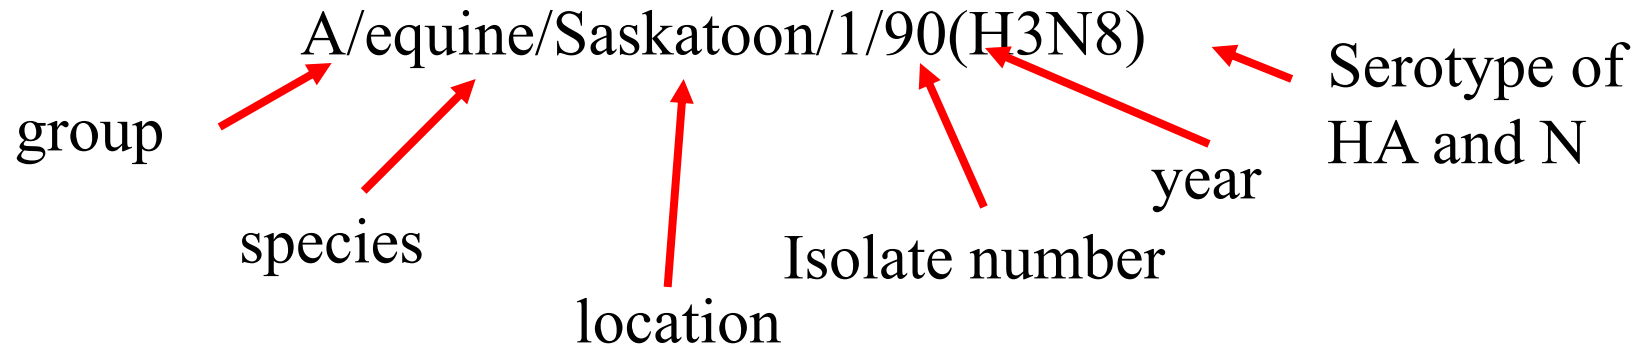 A/equine/Saskatoon/1/90(H3N8)
Serotype of
HA and N
group
year
species
Isolate number
location